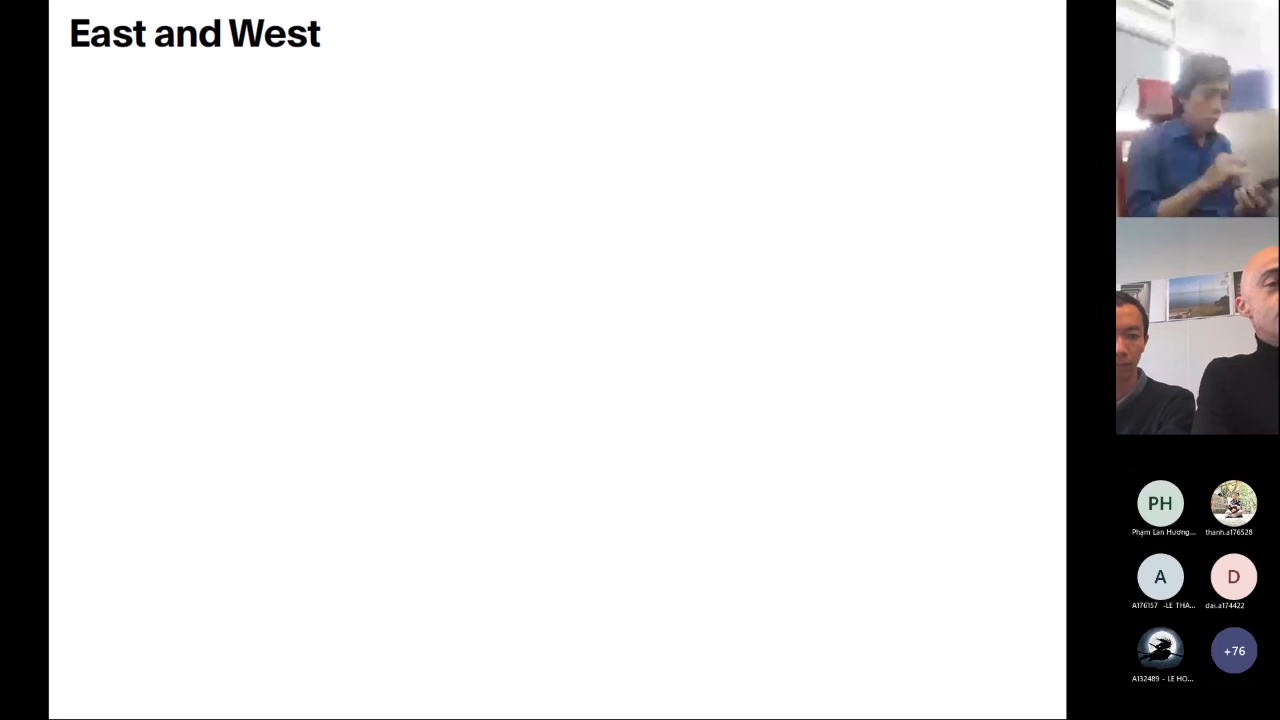 East and West
PH
Phạm Lan Hương...
thanh.a176528
A
A176157 -LE THA...
D
dai.a174422
A132489 - LE HO...
+76